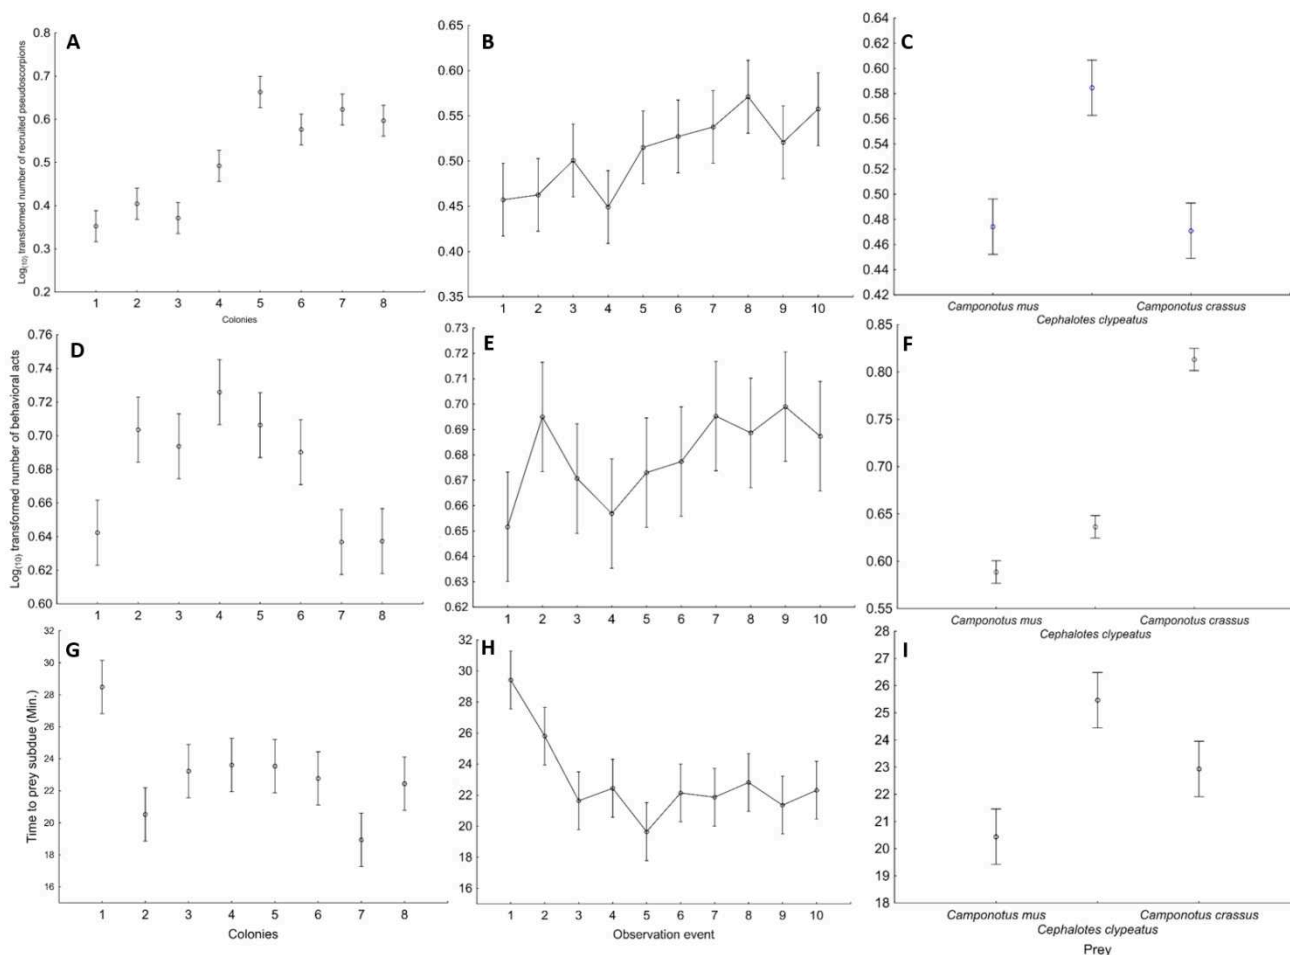 A
Log(10) transformed number of recruited pseudoscorpions
0.8
0.7
0.6
0.5
0.4
0.3
0.2
1 2 3 4 5 6 7 8
Colonies
B
0.65
0.60
0.55
0.50
0.45
0.40
0.35
1 2 3 4 5 6 7 8 9 10
C
0.64
0.62
0.60
0.58
0.56
0.54
0.52
0.50
0.48
0.46
0.44
0.42
Camponotus mus Camponotus crassus
Cephalotes clypeatus
D
Log(10) transformed number of behavioral acts
0.76
0.74
0.72
0.70
0.68
0.66
0.64
0.62
0.60
1 2 3 4 5 6 7 8
E
0.73
0.72
0.71
0.70
0.69
0.68
0.67
0.66
0.65
0.64
0.63
0.62
1 2 3 4 5 6 7 8 9 10
F
0.85
0.80
0.75
0.70
0.65
0.60
0.55
Camponotus mus Camponotus crassus
Cephalotes clypeatus
G
Time to prey subdue (Min.)
32
30
28
26
24
22
20
18
16
1 2 3 4 5 6 7 8
Colonies
H
32
30
28
26
24
22
20
18
16
1 2 3 4 5 6 7 8 9 10
Observation event
I
28
27
26
25
24
23
22
21
20
19
18
Camponotus mus Camponotus crassus
Cephalotes clypeatus
Prey